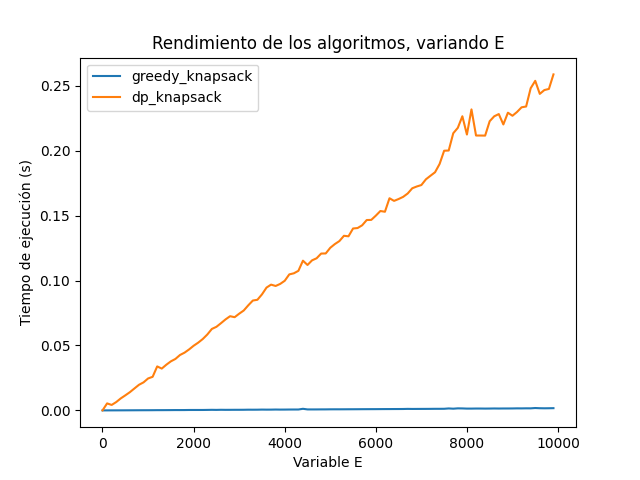 Rendimiento de los algoritmos, variando E
greedy_knapsack
dp_knapsack
Tiempo de ejecución (s)
0.25
0.20
0.15
0.10
0.05
0.00
0 2000 4000 6000 8000 10000
Variable E